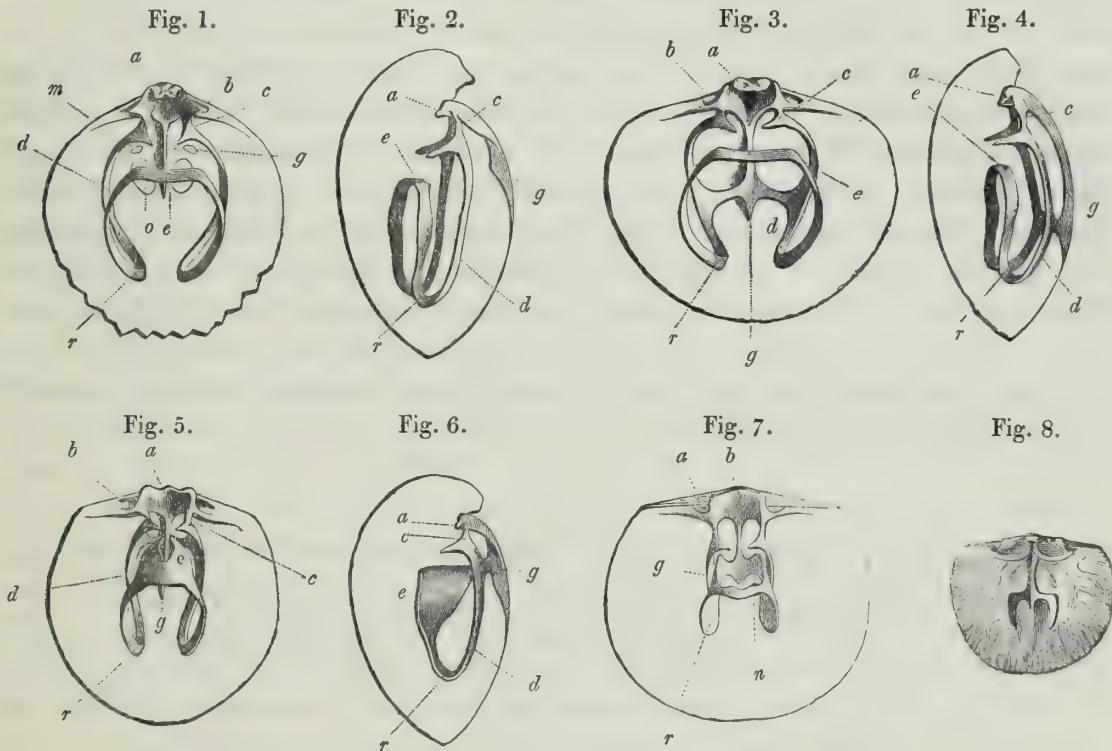 Fig. 1. Fig. 2. Fig. 3. Fig. 4.
a b a c
m b c a c a e c
d g e e g
o e g d
r d r r d
g
Fig. 5. Fig. 6. Fig. 7. Fig. 8.
b a a b
a c
e
d c e g g
g
r d n
r r